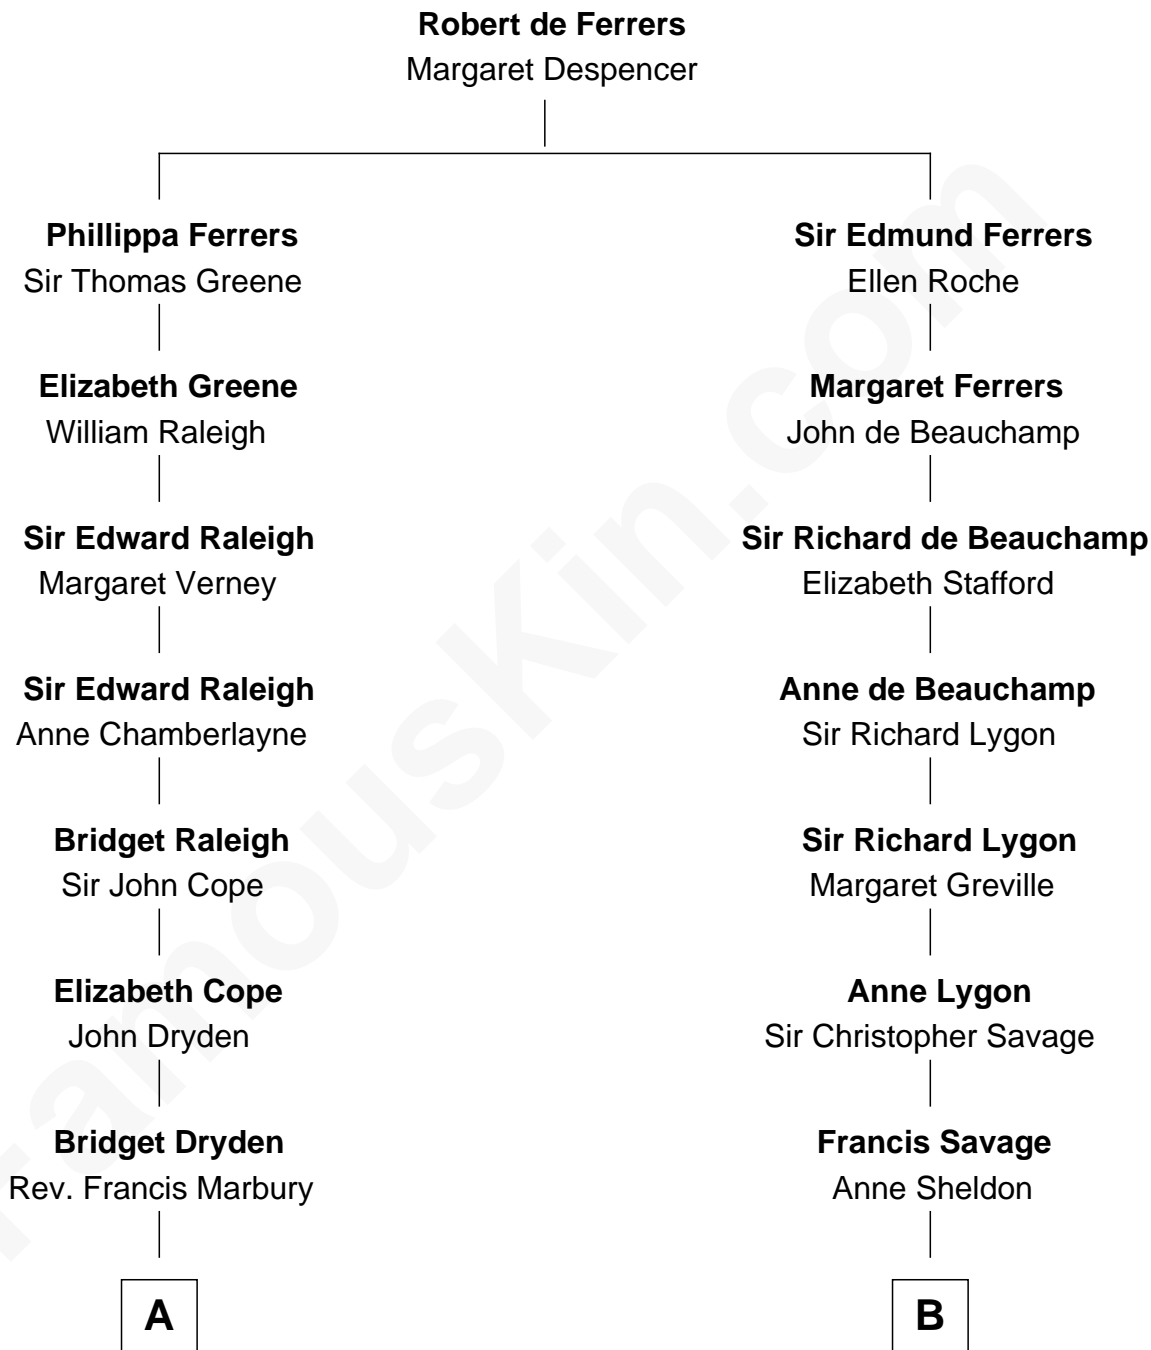 Robert de Ferrers
Margaret Despencer
Phillippa Ferrers
Sir Thomas Greene
Elizabeth Greene
William Raleigh
Sir Edward Raleigh
Margaret Verney
Sir Edward Raleigh
Anne Chamberlayne
Bridget Raleigh
Sir John Cope
Elizabeth Cope
John Dryden
Bridget Dryden
Rev. Francis Marbury
A
Sir Edmund Ferrers
Ellen Roche
Margaret Ferrers
John de Beauchamp
Sir Richard de Beauchamp
Elizabeth Stafford
Anne de Beauchamp
Sir Richard Lygon
Sir Richard Lygon
Margaret Greville
Anne Lygon
Sir Christopher Savage
Francis Savage
Anne Sheldon
B
FamousKin.com